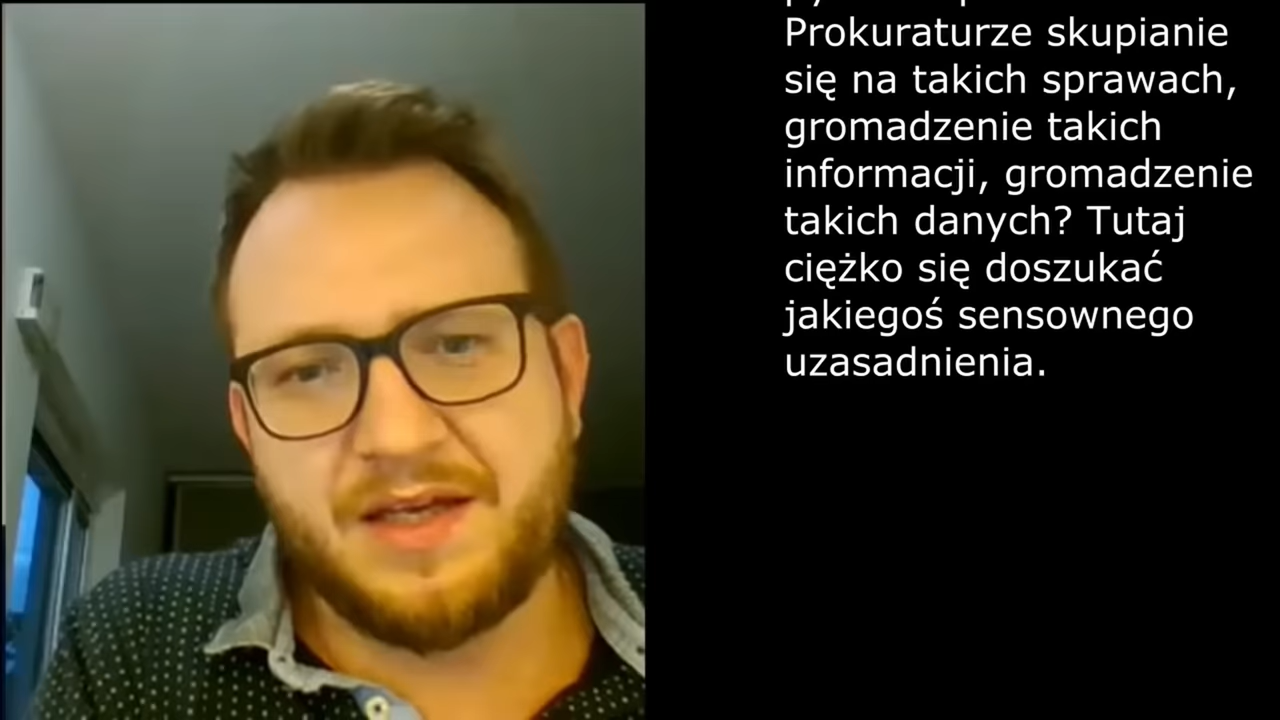 Prokuraturze skupianie
się na takich sprawach,
gromadzenie takich
informacji, gromadzenie
takich danych? Tutaj
ciężko się doszukać
jakiegoś sensownego
uzasadnienia.